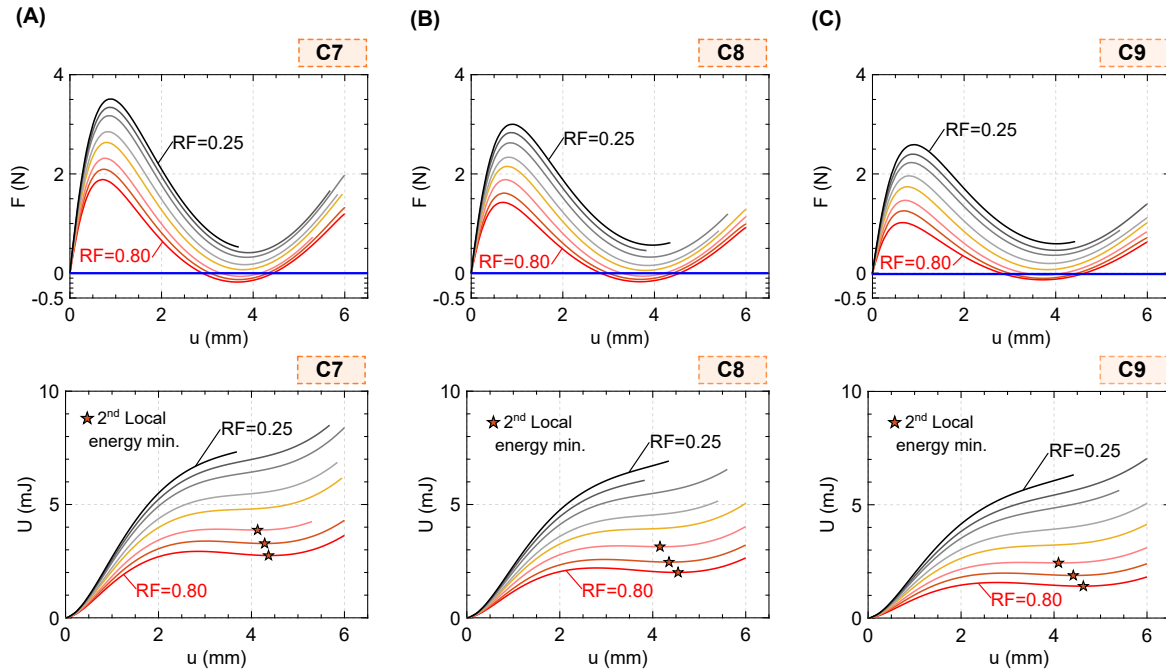 (A)
(B)
(C)
C7
C8
C9
4
2
0
-0.5
F (N)
RF=0.25
RF=0.80
0
2
4
6
u (mm)
4
2
0
-0.5
F (N)
RF=0.25
RF=0.80
0
2
4
6
u (mm)
4
2
0
-0.5
F (N)
RF=0.25
RF=0.80
0
2
4
6
u (mm)
C7
C8
C9
10
5
0
U (mJ)
2nd Local
energy min.
RF=0.25
RF=0.80
0
2
4
6
u (mm)
10
5
0
U (mJ)
2nd Local
energy min.
RF=0.25
RF=0.80
0
2
4
6
u (mm)
10
5
0
U (mJ)
2nd Local
energy min.
RF=0.25
RF=0.80
0
2
4
6
u (mm)